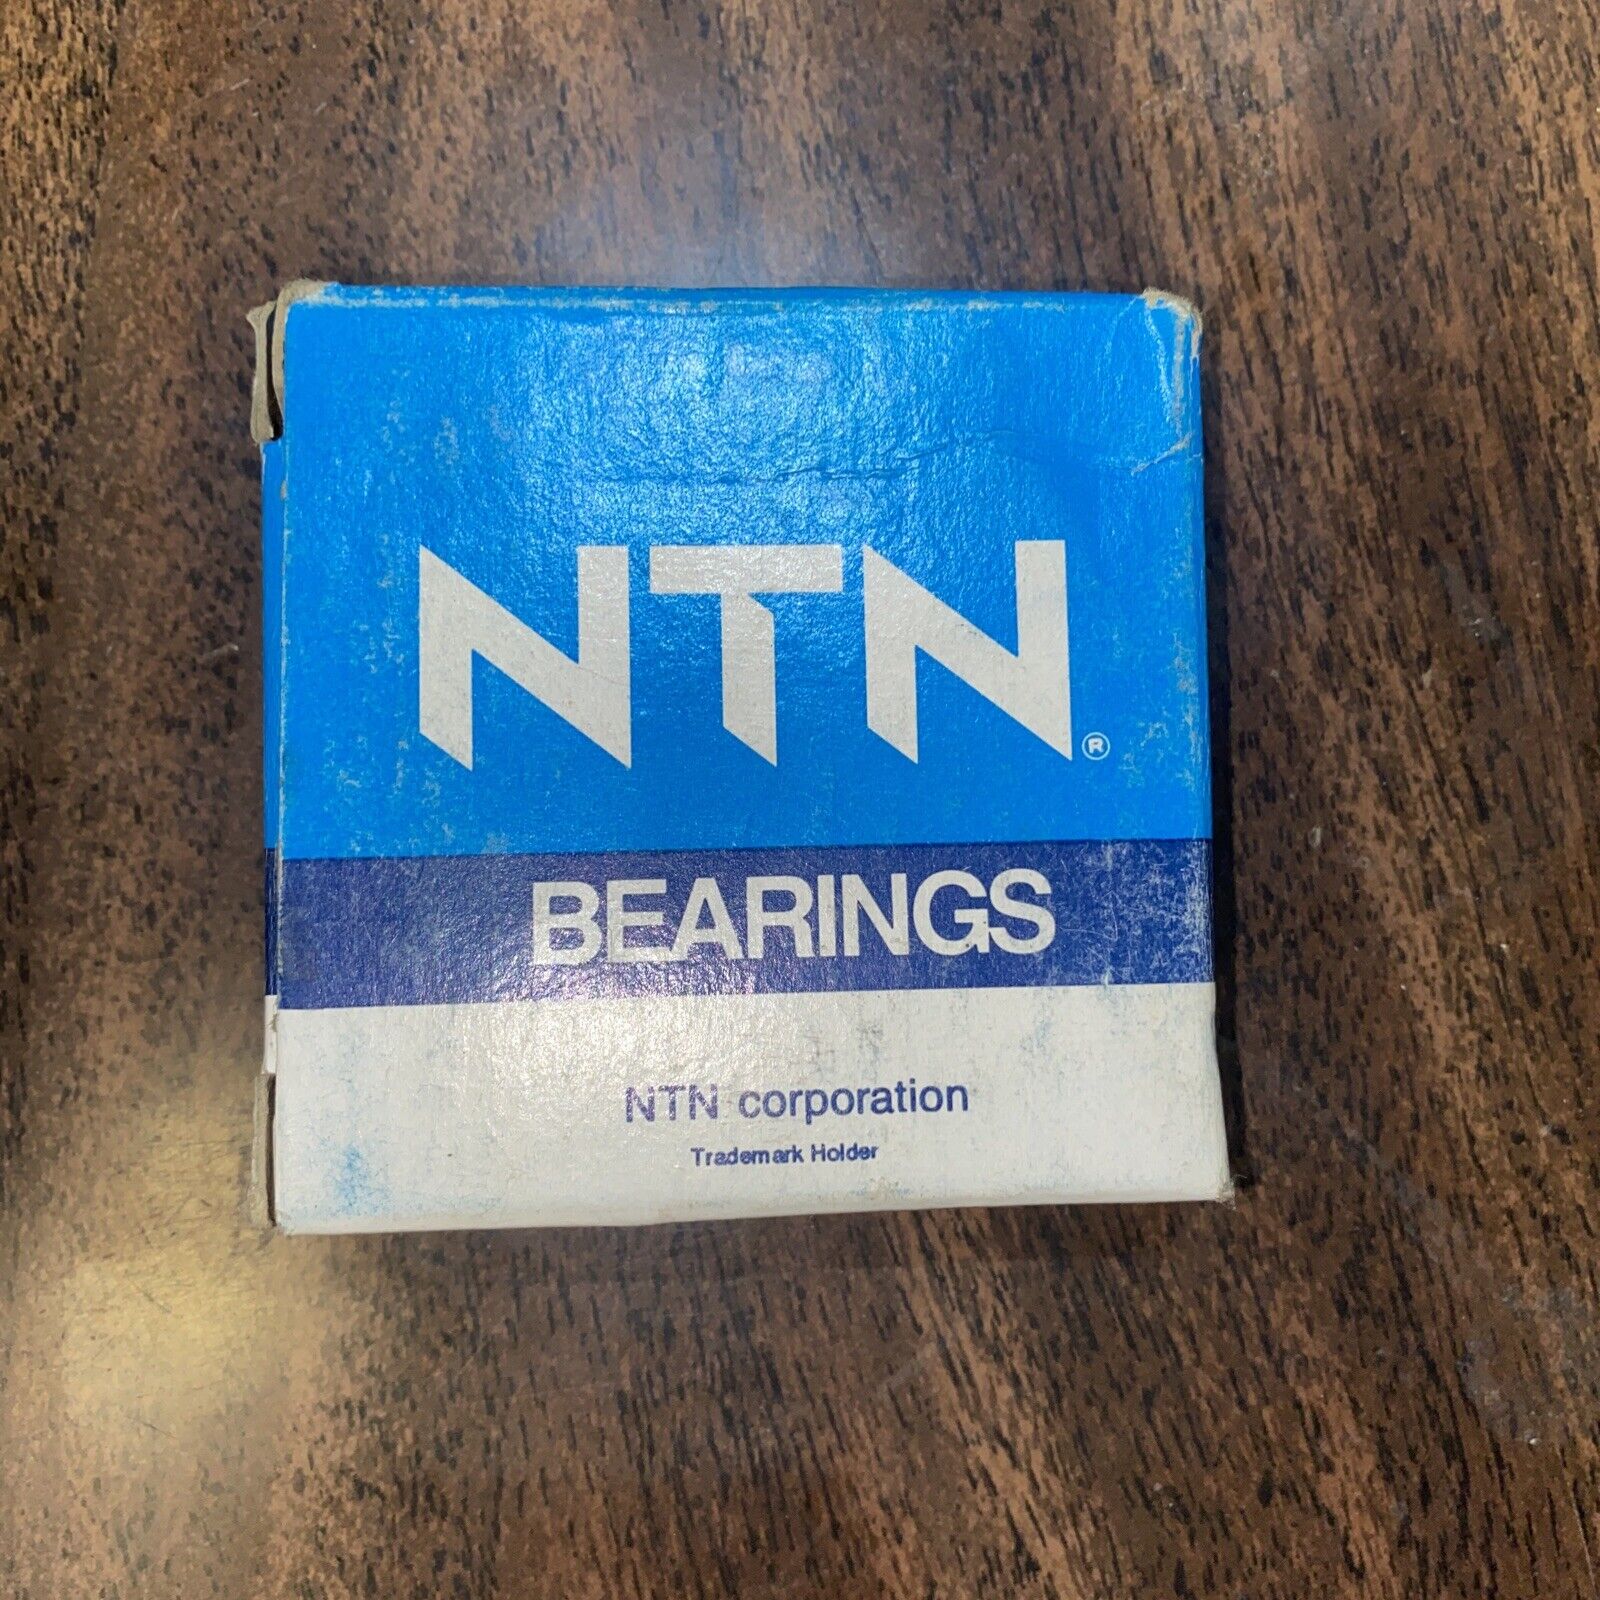 NTN®
BEARINGS
NTN corporation
Trademark Holder